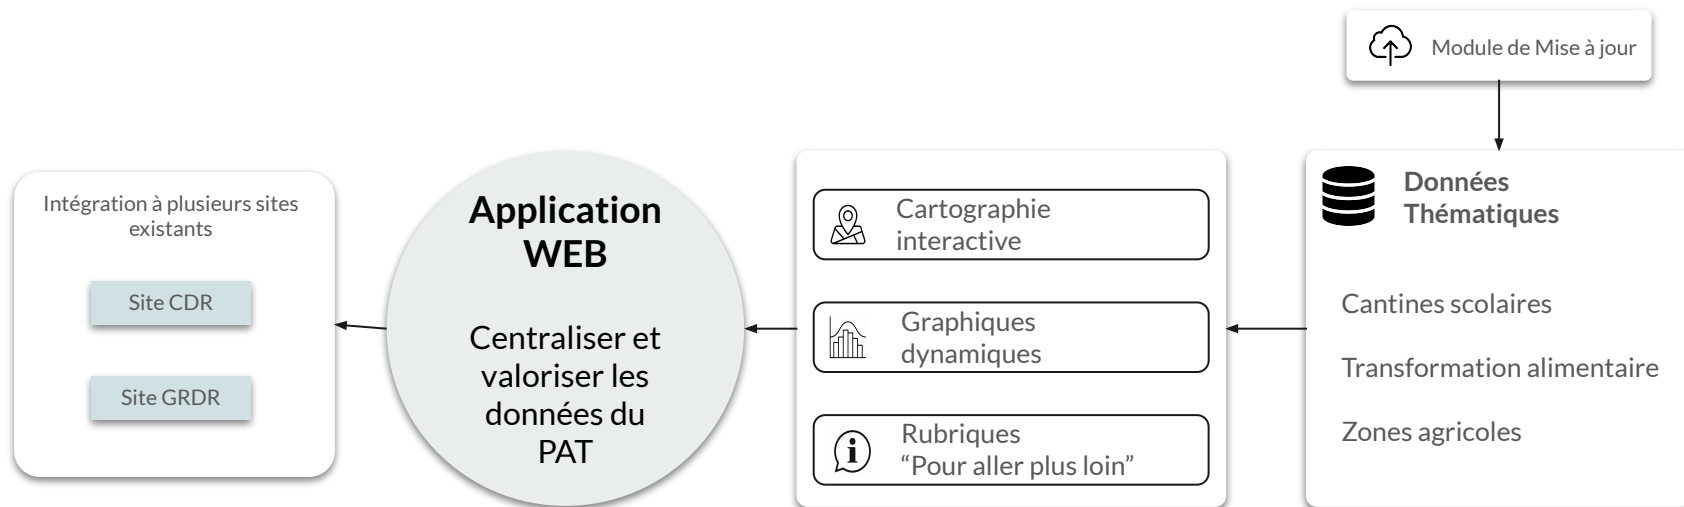 Module de Mise à jour
Intégration à plusieurs sites
existants
Site CDR
Site GRDR
Application
WEB
Centraliser et
valoriser les
données du
PAT
Cartographie
interactive
Graphiques
dynamiques
Rubriques
“Pour aller plus loin”
Données
Thématiques
Cantines scolaires
Transformation alimentaire
Zones agricoles